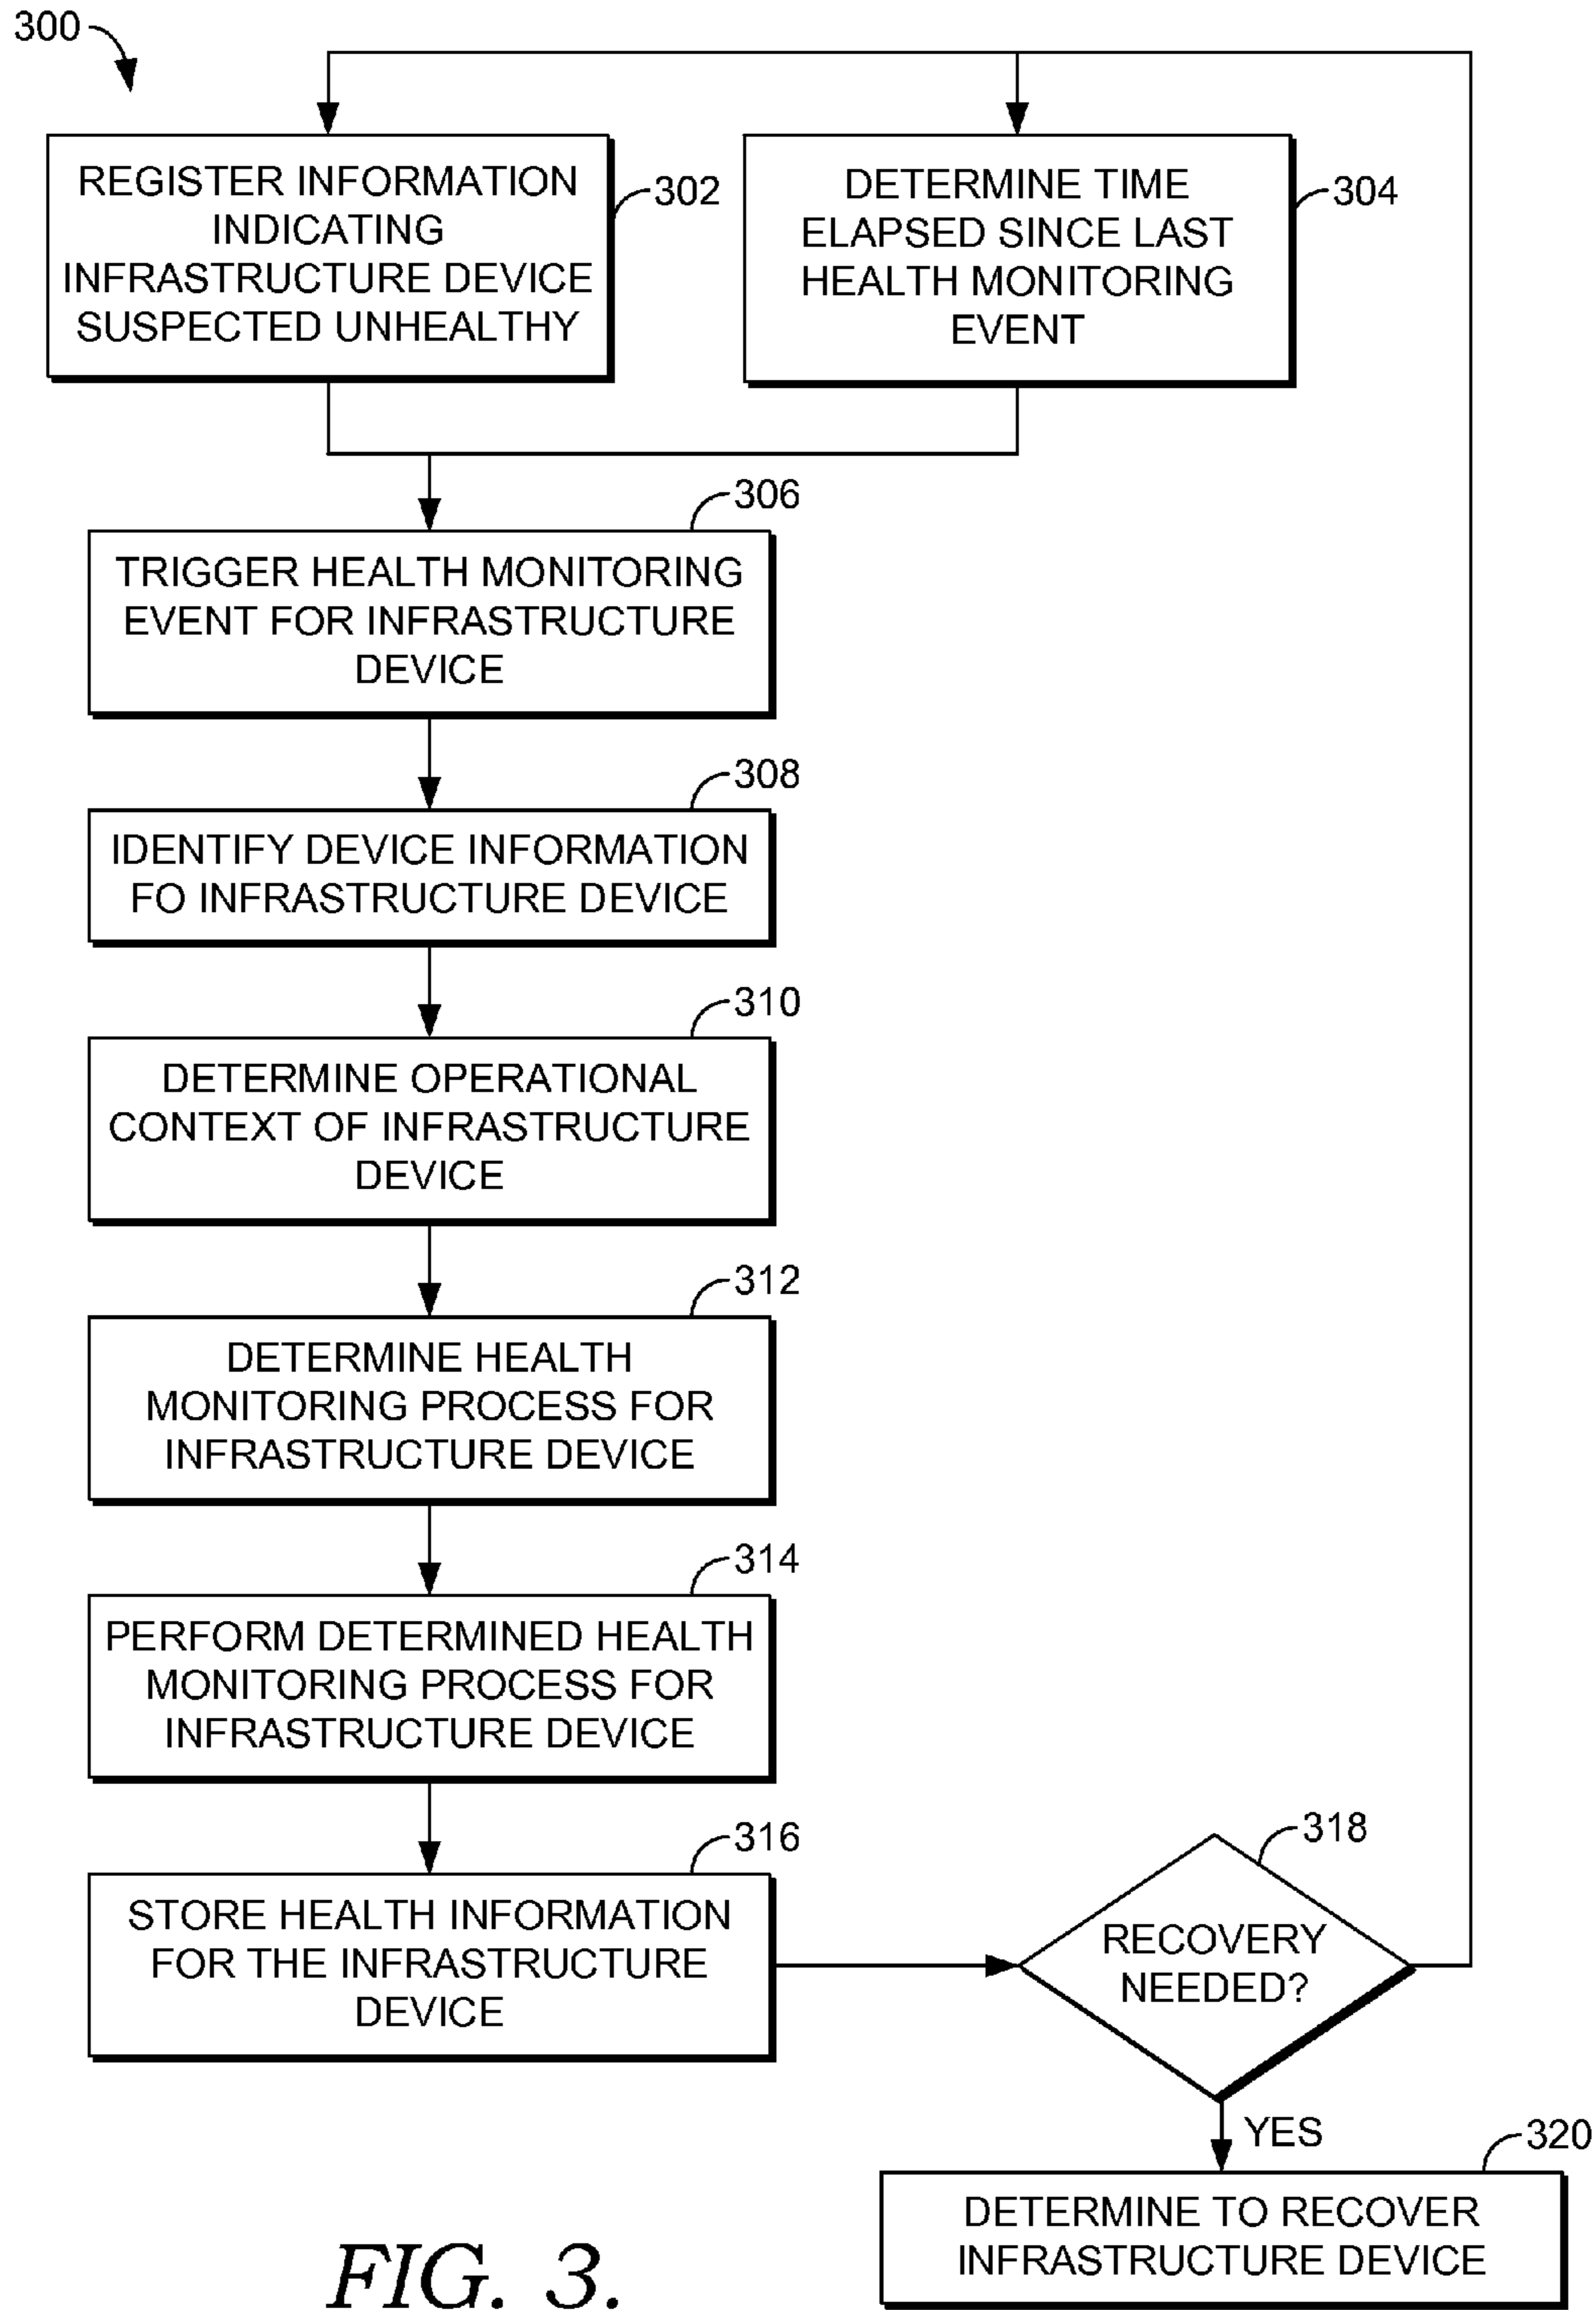 300
REGISTER INFORMATION
INDICATING
INFRASTRUCTURE DEVICE
SUSPECTED UNHEALTHY
302
DETERMINE TIME
ELAPSED SINCE LAST
HEALTH MONITORING
EVENT
304
306
TRIGGER HEALTH MONITORING
EVENT FOR INFRASTRUCTURE
DEVICE
308
IDENTIFY DEVICE INFORMATION
FO INFRASTRUCTURE DEVICE
310
DETERMINE OPERATIONAL
CONTEXT OF INFRASTRUCTURE
DEVICE
312
DETERMINE HEALTH
MONITORING PROCESS FOR
INFRASTRUCTURE DEVICE
314
PERFORM DETERMINED HEALTH
MONITORING PROCESS FOR
INFRASTRUCTURE DEVICE
316
STORE HEALTH INFORMATION
FOR THE INFRASTRUCTURE
DEVICE
318
RECOVERY
NEEDED?
YES
320
DETERMINE TO RECOVER
INFRASTRUCTURE DEVICE
FIG. 3.